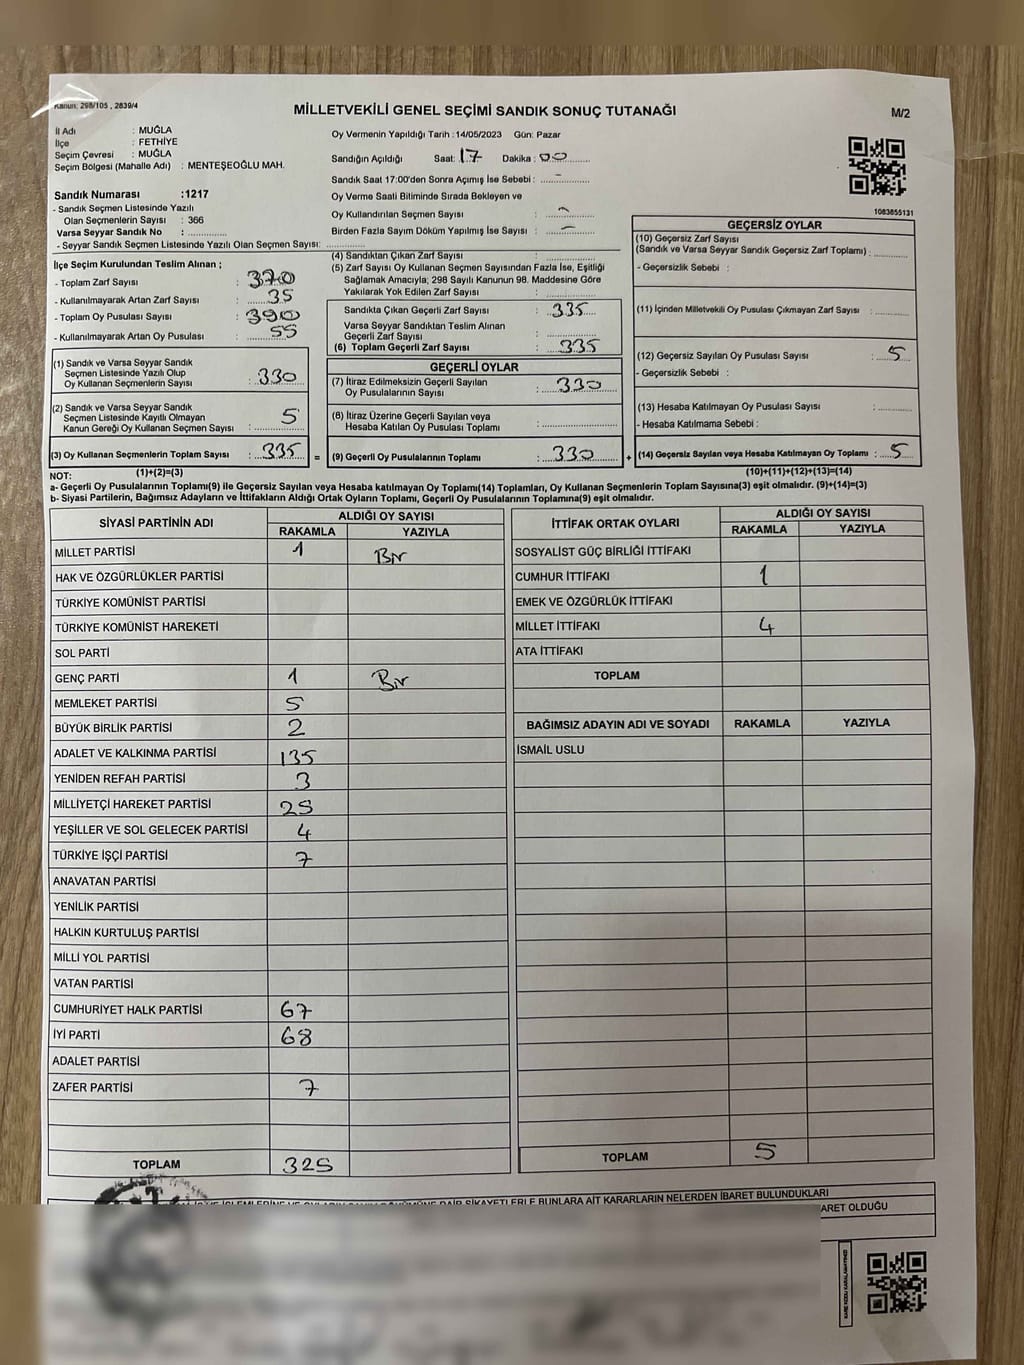 Kanun: 298/105 , 2839/4
MİLLETVEKİLİ GENEL SEÇİMİ SANDIK SONUÇ TUTANAĞI
M/2
İl Adı : MUĞLA
İlçe : FETHİYE
Seçim Çevresi : MUĞLA
Seçim Bölgesi (Mahalle Adı) : MENTEŞEOĞLU MAH.
Sandık Numarası :1217
- Sandık Seçmen Listesinde Yazılı
Olan Seçmenlerin Sayısı : 366
Varsa Seyyar Sandık No :
- Seyyar Sandık Seçmen Listesinde Yazılı Olan Seçmen Sayısı:
Oy Vermenin Yapıldığı Tarih :14/05/2023 Gün: Pazar
Sandığın Açıldığı Saat: 17 Dakika : 00
Sandık Saat 17:00'den Sonra Açımış İse Sebebi : -
Oy Verme Saati Bitiminde Sırada Bekleyen ve
Oy Kullandırılan Seçmen Sayısı : -
Birden Fazla Sayım Döküm Yapılmış İse Sayısı : -
1083855131
İlçe Seçim Kurulundan Teslim Alınan ;
- Toplam Zarf Sayısı : 370
- Kullanılmayarak Artan Zarf Sayısı : 35
- Toplam Oy Pusulası Sayısı : 390
- Kullanılmayarak Artan Oy Pusulası : 55
(1) Sandık ve Varsa Seyyar Sandık
Seçmen Listesinde Yazılı Olup
Oy Kullanan Seçmenlerin Sayısı : 330
(2) Sandık ve Varsa Seyyar Sandık
Seçmen Listesinde Kayıtlı Olmayan
Kanun Gereği Oy Kullanan Seçmen Sayısı : 5
(3) Oy Kullanan Seçmenlerin Toplam Sayısı : 335
(1)+(2)=(3)
(4) Sandıktan Çıkan Zarf Sayısı :
(5) Zarf Sayısı Oy Kullanan Seçmen Sayısından Fazla İse, Eşitliği
Sağlamak Amacıyla; 298 Sayılı Kanunun 98. Maddesine Göre
Yakılarak Yok Edilen Zarf Sayısı :
Sandıkta Çıkan Geçerli Zarf Sayısı : 335
Varsa Seyyar Sandıktan Teslim Alınan
Geçerli Zarf Sayısı :
(6) Toplam Geçerli Zarf Sayısı : 335
GEÇERLİ OYLAR
(7) İtiraz Edilmeksizin Geçerli Sayılan
Oy Pusulalarının Sayısı : 330
(8) İtiraz Üzerine Geçerli Sayılan veya
Hesaba Katılan Oy Pusulası Toplamı :
= (9) Geçerli Oy Pusulalarının Toplamı : 330
GEÇERSİZ OYLAR
(10) Geçersiz Zarf Sayısı
(Sandık ve Varsa Seyyar Sandık Geçersiz Zarf Toplamı) :
- Geçersizlik Sebebi :
(11) İçinden Milletvekili Oy Pusulası Çıkmayan Zarf Sayısı :
(12) Geçersiz Sayılan Oy Pusulası Sayısı : 5
- Geçersizlik Sebebi :
(13) Hesaba Katılmayan Oy Pusulası Sayısı :
- Hesaba Katılmama Sebebi :
+ (14) Geçersiz Sayılan veya Hesaba Katılmayan Oy Toplamı : 5
(10)+(11)+(12)+(13)=(14)
NOT:
a- Geçerli Oy Pusulalarının Toplamı(9) ile Geçersiz Sayılan veya Hesaba katılmayan Oy Toplamı(14) Toplamları, Oy Kullanan Seçmenlerin Toplam Sayısına(3) eşit olmalıdır. (9)+(14)=(3)
b- Siyasi Partilerin, Bağımsız Adayların ve İttifakların Aldığı Ortak Oyların Toplamı, Geçerli Oy Pusulalarının Toplamına(9) eşit olmalıdır.
SİYASİ PARTİNİN ADI
ALDIĞI OY SAYISI
RAKAMLA YAZIYLA
MİLLET PARTİSİ 1 Bir
HAK VE ÖZGÜRLÜKLER PARTİSİ
TÜRKİYE KOMÜNİST PARTİSİ
TÜRKİYE KOMÜNİST HAREKETİ
SOL PARTİ
GENÇ PARTİ 1 Bir
MEMLEKET PARTİSİ 5
BÜYÜK BİRLİK PARTİSİ 2
ADALET VE KALKINMA PARTİSİ 135
YENİDEN REFAH PARTİSİ 3
MİLLİYETÇİ HAREKET PARTİSİ 25
YEŞİLLER VE SOL GELECEK PARTİSİ 4
TÜRKİYE İŞÇİ PARTİSİ 7
ANAVATAN PARTİSİ
YENİLİK PARTİSİ
HALKIN KURTULUŞ PARTİSİ
MİLLİ YOL PARTİSİ
VATAN PARTİSİ
CUMHURİYET HALK PARTİSİ 67
İYİ PARTİ 68
ADALET PARTİSİ
ZAFER PARTİSİ 7
TOPLAM 325
İTTİFAK ORTAK OYLARI
ALDIĞI OY SAYISI
RAKAMLA YAZIYLA
SOSYALİST GÜÇ BİRLİĞİ İTTİFAKI
CUMHUR İTTİFAKI 1
EMEK VE ÖZGÜRLÜK İTTİFAKI
MİLLET İTTİFAKI 4
ATA İTTİFAKI
TOPLAM
BAĞIMSIZ ADAYIN ADI VE SOYADI RAKAMLA YAZIYLA
İSMAİL USLU
TOPLAM 5
İŞLEMLERİNE VE OYLARIN SAYIM DÖKÜMÜNE DAİR ŞİKAYETLERLE BUNLARA AİT KARARLARIN NELERDEN İBARET BULUNDUKLARI
ARET OLDUĞU
KARE KODU KARALAMAYINIZ